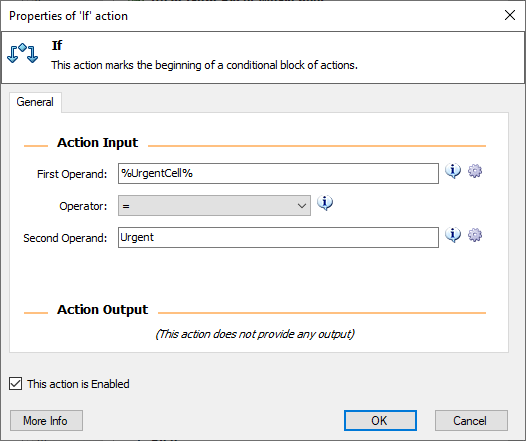 Properties of 'If' action
If
This action marks the beginning of a conditional block of actions.
General
Action Input
First Operand: %UrgentCell%
Operator: =
Second Operand: Urgent
Action Output
(This action does not provide any output)
This action is Enabled
More Info OK Cancel